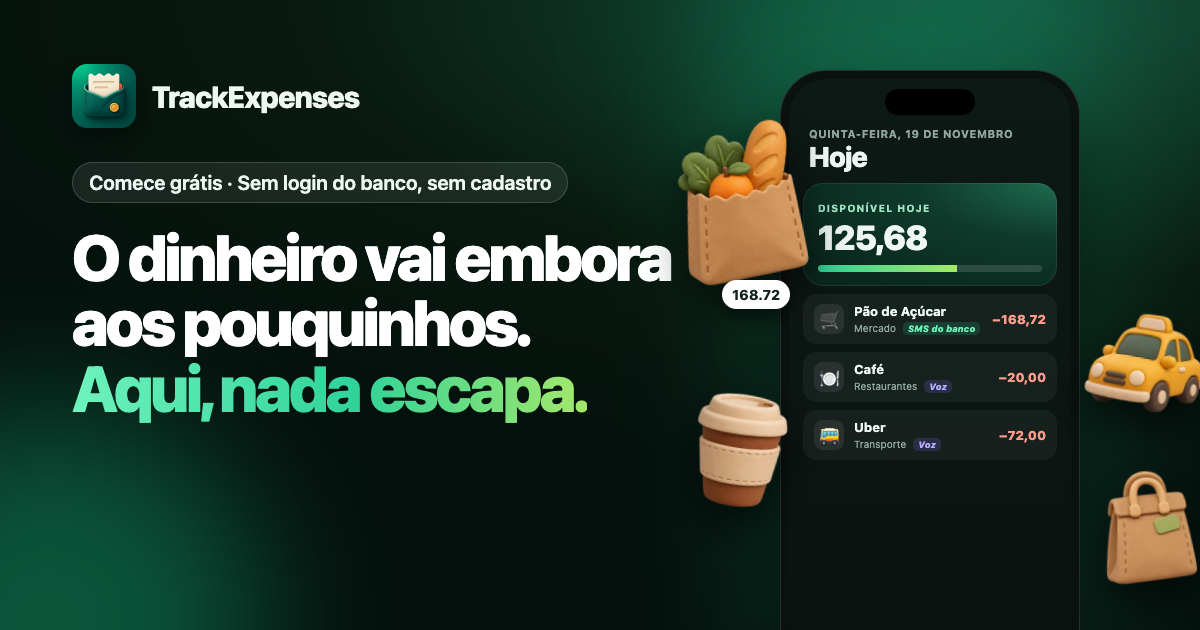 TrackExpenses
Comece grátis · Sem login do banco, sem cadastro
O dinheiro vai embora
aos pouquinhos.
Aqui, nada escapa.
168.72
QUINTA-FEIRA, 19 DE NOVEMBRO
Hoje
DISPONÍVEL HOJE
125,68
Pão de Açúcar
Mercado SMS do banco
−168,72
Café
Restaurantes Voz
−20,00
Uber
Transporte Voz
−72,00